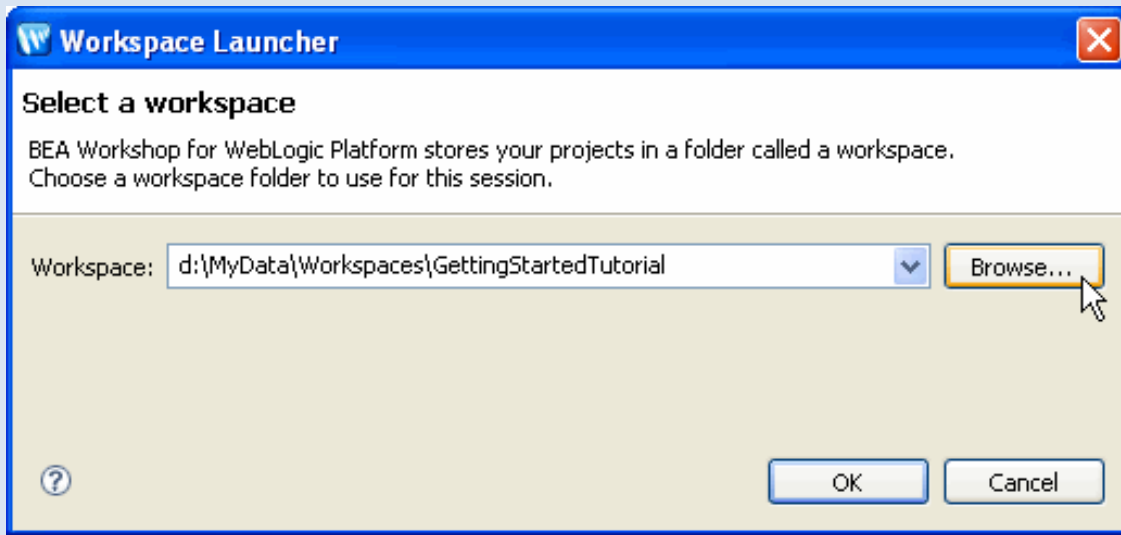 Workspace Launcher
Select a workspace
BEA Workshop for WebLogic Platform stores your projects in a folder called a workspace.
Choose a workspace folder to use for this session.
Workspace: d:\MyData\Workspaces\GettingStartedTutorial Browse...
? OK Cancel